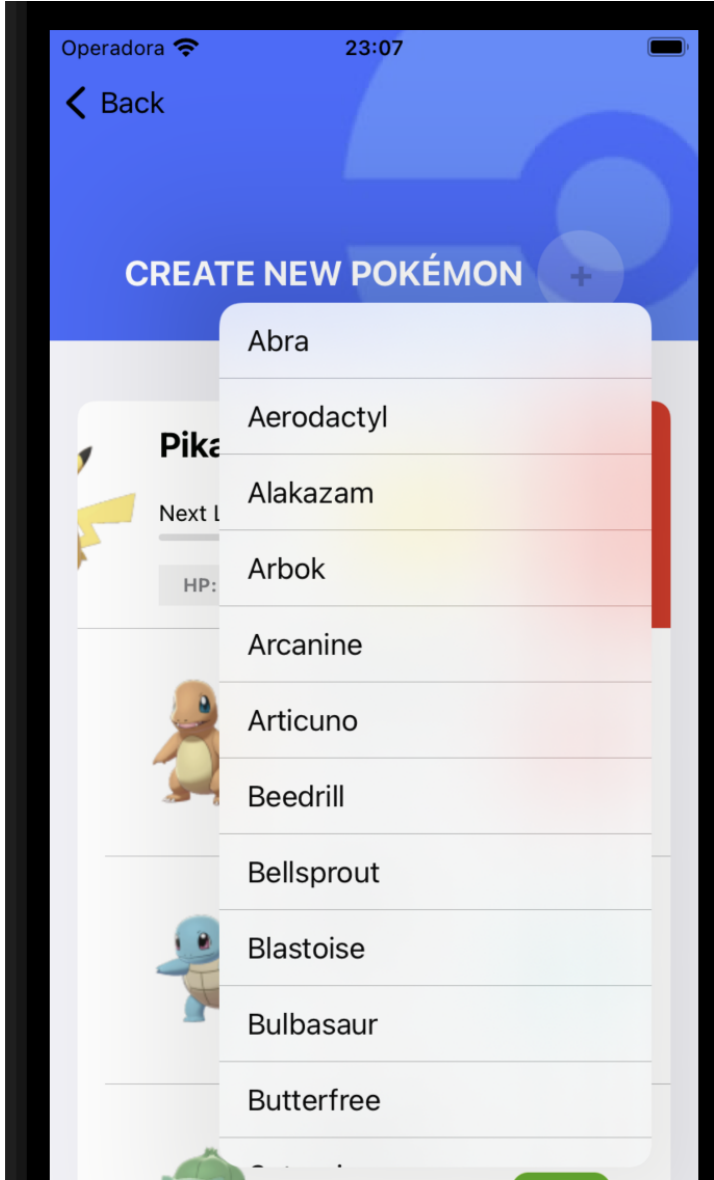 Operadora
23:07
Back
CREATE NEW POKÉMON
+
Abra
Aerodactyl
Pika
Alakazam
Next L
Arbok
HP:
Arcanine
Articuno
Beedrill
Bellsprout
Blastoise
Bulbasaur
Butterfree